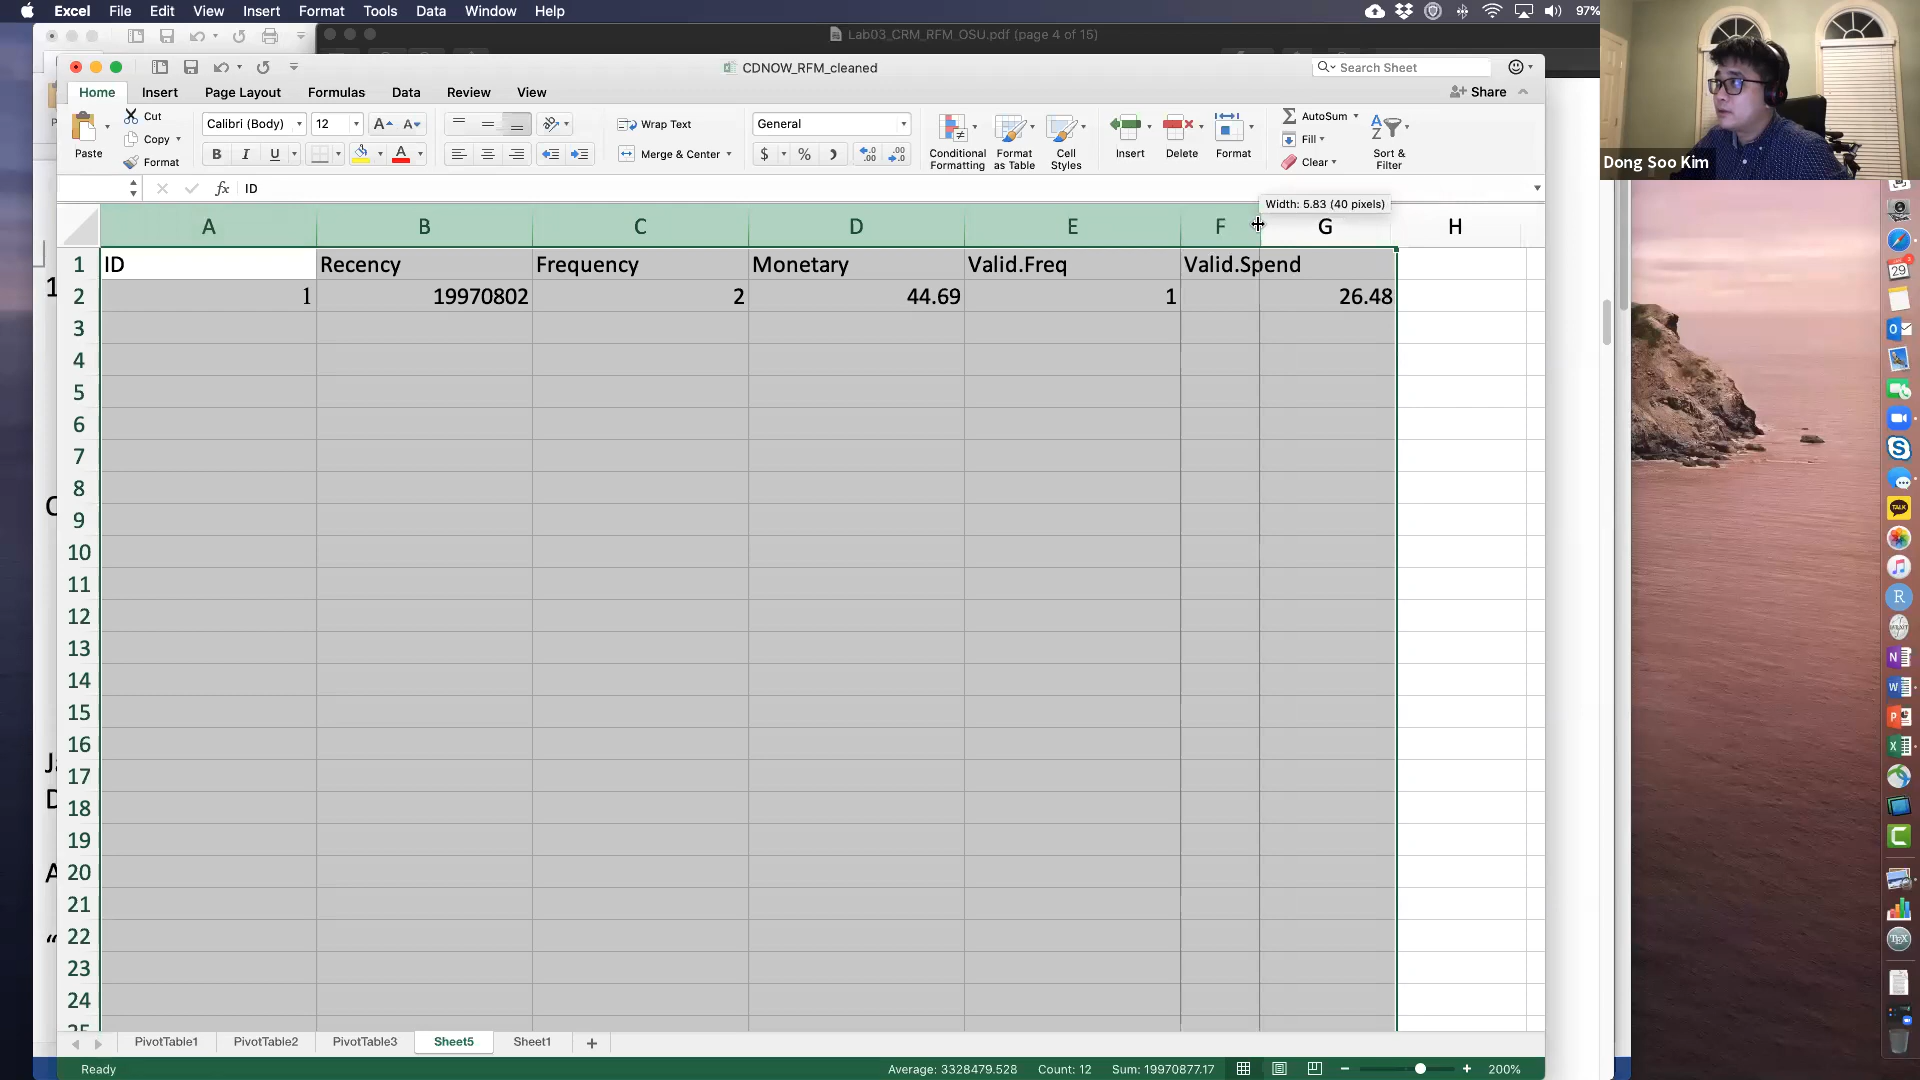 Excel File Edit View Insert Format Tools Data Window Help 97%
Lab03_CRM_RFM_OSU.pdf (page 4 of 15)
CDNOW_RFM_cleaned
Search Sheet
Home Insert Page Layout Formulas Data Review View
Share
Paste
Cut
Copy
Format
Calibri (Body) 12
B I U
Wrap Text
Merge & Center
General
$ % )
Conditional Formatting
Format as Table
Cell Styles
Insert
Delete
Format
AutoSum
Fill
Clear
Sort & Filter
Dong Soo Kim
fx ID
Width: 5.83 (40 pixels)
A B C D E F G H
1 ID Recency Frequency Monetary Valid.Freq Valid.Spend
2 1 19970802 2 44.69 1 26.48
3
4
5
6
7
8
9
10
11
12
13
14
15
16
17
18
19
20
21
22
23
24
25
PivotTable1 PivotTable2 PivotTable3 Sheet5 Sheet1 +
Ready Average: 3328479.528 Count: 12 Sum: 19970877.17 200%